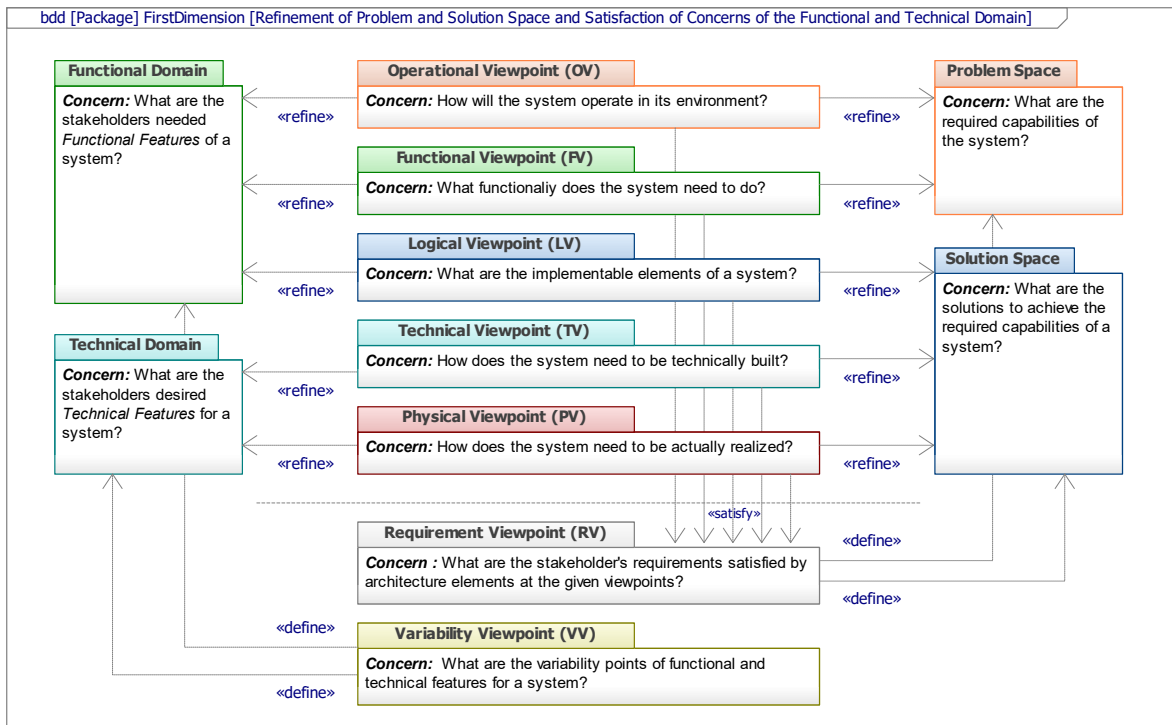 bdd [Package] FirstDimension [Refinement of Problem and Solution Space and Satisfaction of Concerns of the Functional and Technical Domain]
Functional Domain
Concern: What are the
stakeholders needed
Functional Features of a
system?
Operational Viewpoint (OV)
Concern: How will the system operate in its environment?
«refine»
«refine»
Problem Space
Concern: What are the
required capabilities of
the system?
Functional Viewpoint (FV)
Concern: What functionaliy does the system need to do?
«refine»
«refine»
Logical Viewpoint (LV)
Concern: What are the implementable elements of a system?
«refine»
«refine»
Solution Space
Concern: What are the
solutions to achieve the
required capabilities of a
system?
Technical Domain
Concern: What are the
stakeholders desired
Technical Features for a
system?
Technical Viewpoint (TV)
Concern: How does the system need to be technically built?
«refine»
«refine»
Physical Viewpoint (PV)
Concern: How does the system need to be actually realized?
«refine»
«refine»
«satisfy»
Requirement Viewpoint (RV)
Concern : What are the stakeholder's requirements satisfied by
architecture elements at the given viewpoints?
«define»
«define»
Variability Viewpoint (VV)
Concern: What are the variability points of functional and
technical features for a system?
«define»
«define»